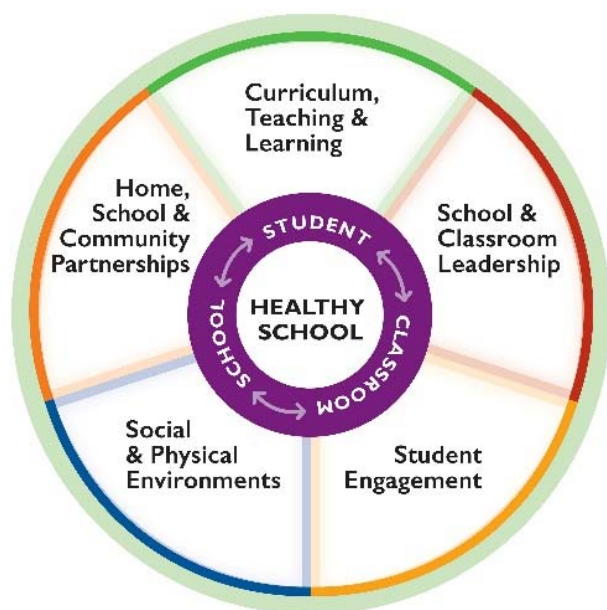 Curriculum,
Teaching &
Learning
Home,
School &
Community
Partnerships
School &
Classroom
Leadership
STUDENT
CLASSROOM
SCHOOL
HEALTHY
SCHOOL
Social
& Physical
Environments
Student
Engagement